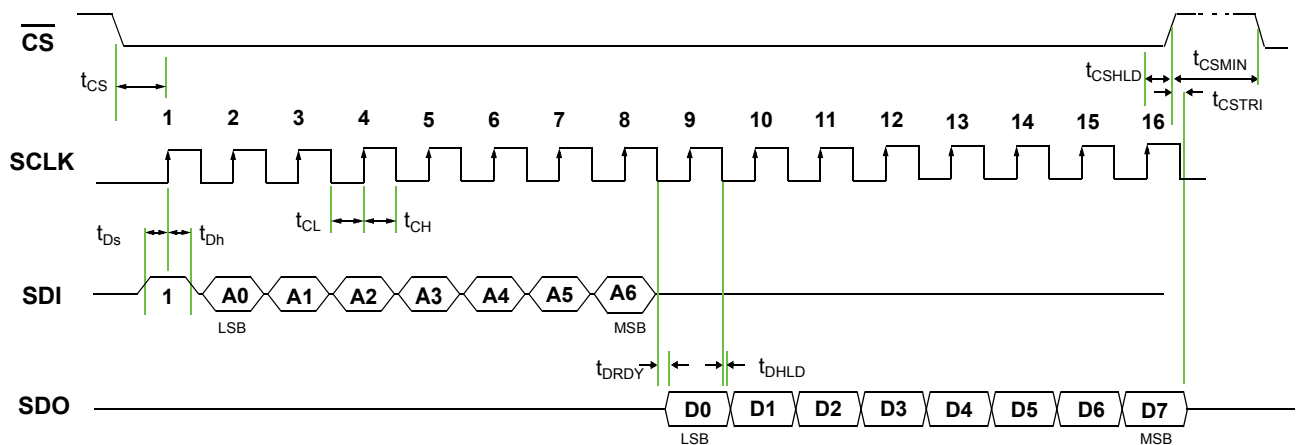 CS
tCS
tCSHLD
tCSMIN
tCSTRI
1 2 3 4 5 6 7 8 9 10 11 12 13 14 15 16
SCLK
tCL
tCH
tDs
tDh
SDI
1 A0 A1 A2 A3 A4 A5 A6
LSB MSB
tDRDY
tDHLD
SDO
D0 D1 D2 D3 D4 D5 D6 D7
LSB MSB